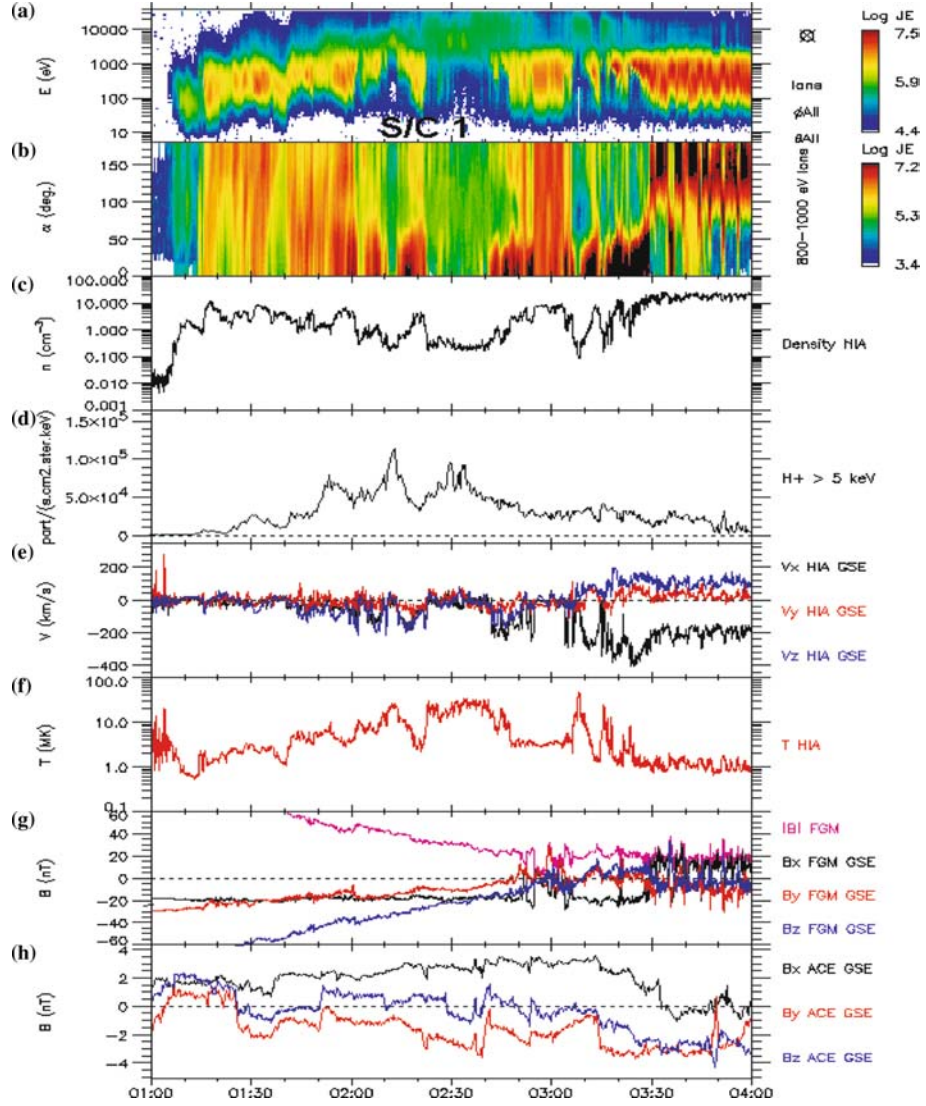 (a)
E (eV)
10000
1000
100
10
S/C 1
Ions
Log JE
7.5
4.4
(b)
α (deg.)
150
100
50
0
800-1000 eV Ions
Log JE
3.4
(c)
n (cm⁻³)
100.000
10.000
1.000
0.100
0.010
0.001
Density HIA
(d)
part/(s.cm2.ster.keV)
1.5×10⁵
1.0×10⁵
5.0×10⁴
0
H+ > 5 keV
(e)
V (km/s)
200
0
-200
-400
Vx HIA GSE
Vy HIA GSE
Vz HIA GSE
(f)
T (MK)
100.0
10.0
1.0
0.1
T HIA
(g)
B (nT)
60
40
20
0
-20
-40
-60
|B| FGM
Bx FGM GSE
By FGM GSE
Bz FGM GSE
(h)
B (nT)
4
2
0
-2
-4
Bx ACE GSE
By ACE GSE
Bz ACE GSE
01:00 01:30 02:00 02:30 03:00 03:30 04:00